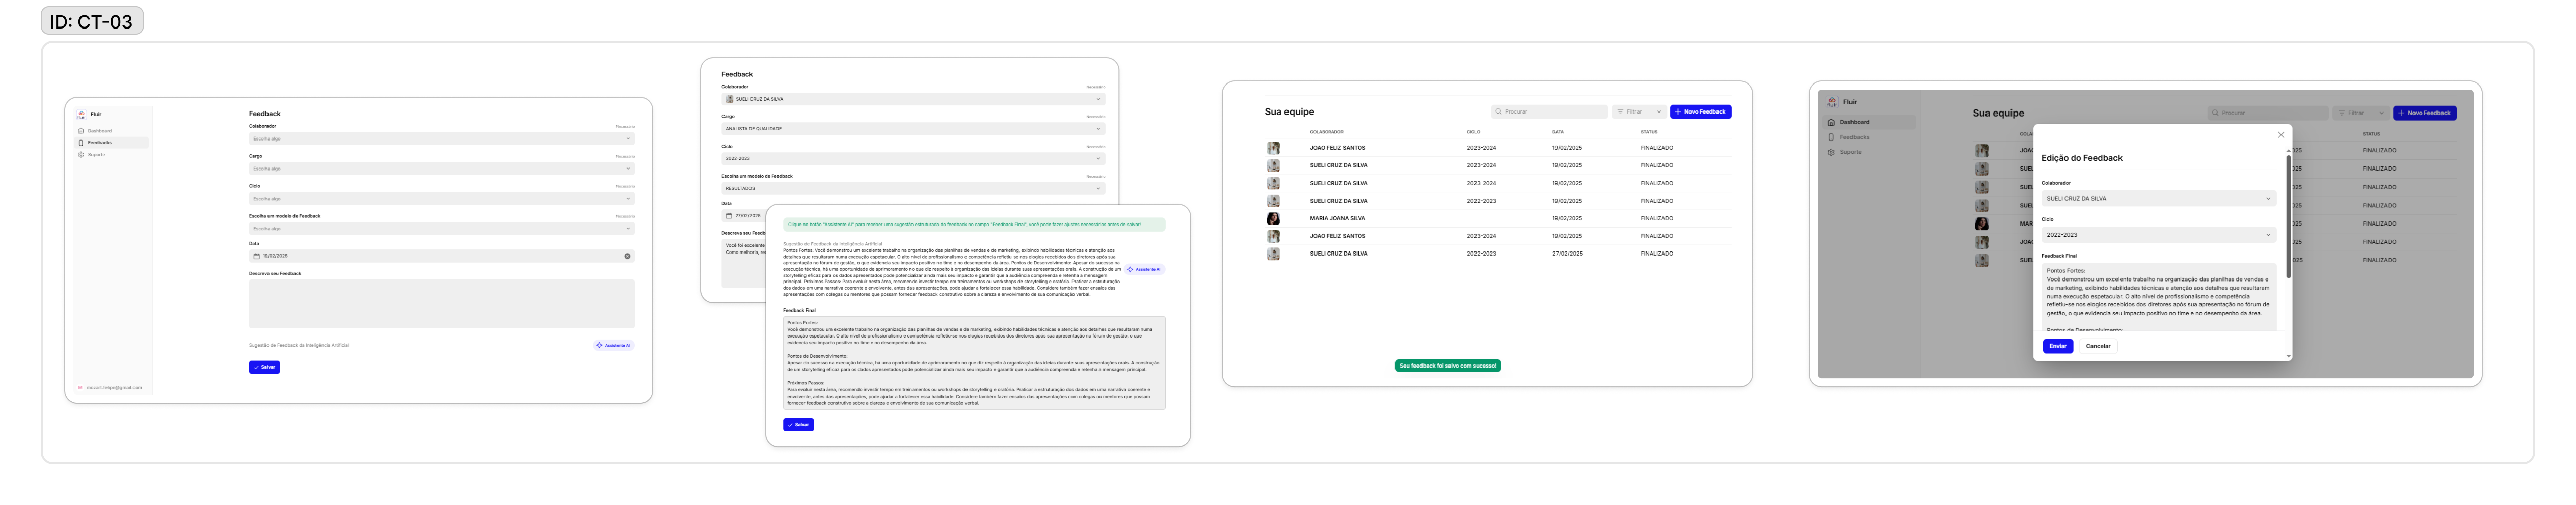 ID: CT-03
Fluir
Dashboard
Feedbacks
Suporte
mozart.felipe@gmail.com
Feedback
Colaborador
Necessário
Escolha algo
Cargo
Necessário
Escolha algo
Ciclo
Necessário
Escolha algo
Escolha um modelo de Feedback
Necessário
Escolha algo
Data
19/02/2025
Descreva seu Feedback
Sugestão de Feedback da Inteligência Artificial
Assistente AI
Salvar
Feedback
Colaborador
Necessário
SUELI CRUZ DA SILVA
Cargo
Necessário
ANALISTA DE QUALIDADE
Ciclo
Necessário
2022-2023
Escolha um modelo de Feedback
Necessário
RESULTADOS
Data
27/02/2025
Descreva seu Feedb
Você foi excelente
Como melhoria, re
Clique no botão "Assistente AI" para receber uma sugestão estruturada do feedback no campo "Feedback Final", você pode fazer ajustes necessários antes de salvar!
Sugestão de Feedback da Inteligência Artificial
Pontos Fortes: Você demonstrou um excelente trabalho na organização das planilhas de vendas e de marketing, exibindo habilidades técnicas e atenção aos
detalhes que resultaram numa execução espetacular. O alto nível de profissionalismo e competência refletiu-se nos elogios recebidos dos diretores após sua
apresentação no fórum de gestão, o que evidencia seu impacto positivo no time e no desempenho da área. Pontos de Desenvolvimento: Apesar do sucesso na
execução técnica, há uma oportunidade de aprimoramento no que diz respeito à organização das ideias durante suas apresentações orais. A construção de um
storytelling eficaz para os dados apresentados pode potencializar ainda mais seu impacto e garantir que a audiência compreenda e retenha a mensagem
principal. Próximos Passos: Para evoluir nesta área, recomendo investir tempo em treinamentos ou workshops de storytelling e oratória. Praticar a estruturação
dos dados em uma narrativa coerente e envolvente, antes das apresentações, pode ajudar a fortalecer essa habilidade. Considere também fazer ensaios das
apresentações com colegas ou mentores que possam fornecer feedback construtivo sobre a clareza e envolvimento de sua comunicação verbal.
Assistente AI
Feedback Final
Pontos Fortes:
Você demonstrou um excelente trabalho na organização das planilhas de vendas e de marketing, exibindo habilidades técnicas e atenção aos detalhes que resultaram numa
execução espetacular. O alto nível de profissionalismo e competência refletiu-se nos elogios recebidos dos diretores após sua apresentação no fórum de gestão, o que
evidencia seu impacto positivo no time e no desempenho da área.
Pontos de Desenvolvimento:
Apesar do sucesso na execução técnica, há uma oportunidade de aprimoramento no que diz respeito à organização das ideias durante suas apresentações orais. A construção
de um storytelling eficaz para os dados apresentados pode potencializar ainda mais seu impacto e garantir que a audiência compreenda e retenha a mensagem principal.
Próximos Passos:
Para evoluir nesta área, recomendo investir tempo em treinamentos ou workshops de storytelling e oratória. Praticar a estruturação dos dados em uma narrativa coerente e
envolvente, antes das apresentações, pode ajudar a fortalecer essa habilidade. Considere também fazer ensaios das apresentações com colegas ou mentores que possam
fornecer feedback construtivo sobre a clareza e envolvimento de sua comunicação verbal.
Salvar
Sua equipe
Procurar
Filtrar
Novo Feedback
COLABORADOR CICLO DATA STATUS
JOAO FELIZ SANTOS 2023-2024 19/02/2025 FINALIZADO
SUELI CRUZ DA SILVA 2023-2024 19/02/2025 FINALIZADO
SUELI CRUZ DA SILVA 2023-2024 19/02/2025 FINALIZADO
SUELI CRUZ DA SILVA 2022-2023 19/02/2025 FINALIZADO
MARIA JOANA SILVA 19/02/2025 FINALIZADO
JOAO FELIZ SANTOS 2023-2024 19/02/2025 FINALIZADO
SUELI CRUZ DA SILVA 2022-2023 27/02/2025 FINALIZADO
Seu feedback foi salvo com sucesso!
Fluir
Dashboard
Feedbacks
Suporte
Sua equipe
Procurar
Filtrar
Novo Feedback
COLA STATUS
JOAO 025 FINALIZADO
SUEL 025 FINALIZADO
SUEL 025 FINALIZADO
SUEL 025 FINALIZADO
MAR 025 FINALIZADO
JOAO 025 FINALIZADO
SUEL 025 FINALIZADO
Edição do Feedback
Colaborador
SUELI CRUZ DA SILVA
Ciclo
2022-2023
Feedback Final
Pontos Fortes:
Você demonstrou um excelente trabalho na organização das planilhas de vendas e
de marketing, exibindo habilidades técnicas e atenção aos detalhes que resultaram
numa execução espetacular. O alto nível de profissionalismo e competência
refletiu-se nos elogios recebidos dos diretores após sua apresentação no fórum de
gestão, o que evidencia seu impacto positivo no time e no desempenho da área.
Pontos de Desenvolvimento:
Enviar
Cancelar